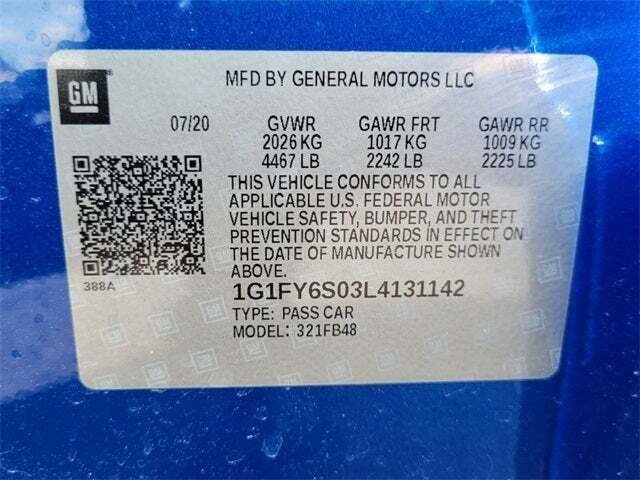 GM
MFD BY GENERAL MOTORS LLC
07/20 GVWR GAWR FRT GAWR RR
2026 KG 1017 KG 1009 KG
4467 LB 2242 LB 2225 LB
THIS VEHICLE CONFORMS TO ALL
APPLICABLE U.S. FEDERAL MOTOR
VEHICLE SAFETY, BUMPER, AND THEFT
PREVENTION STANDARDS IN EFFECT ON
THE DATE OF MANUFACTURE SHOWN
ABOVE.
388A
1G1FY6S03L4131142
TYPE: PASS CAR
MODEL: 321FB48